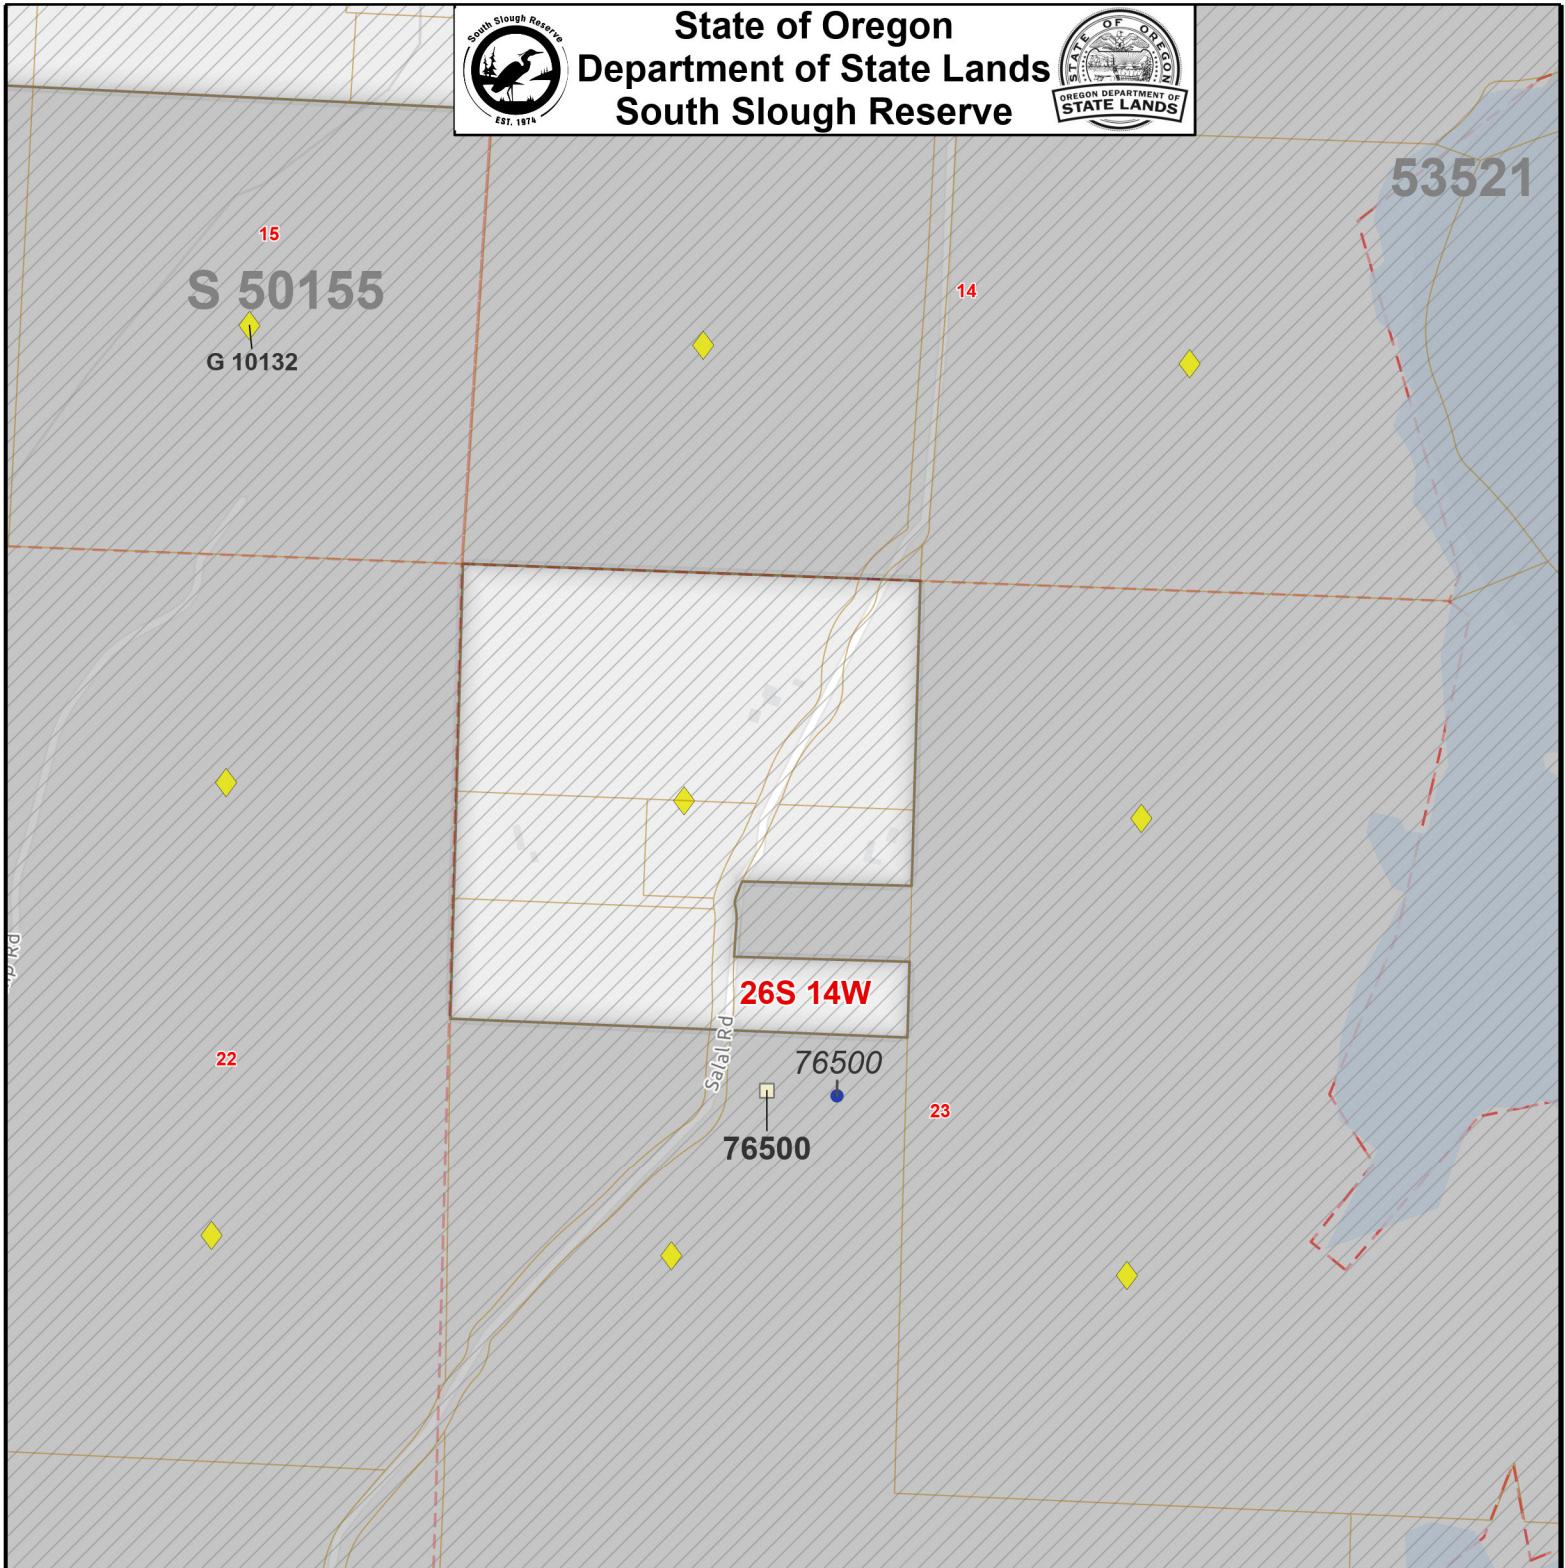 South Slough Reserve
EST. 1974
State of Oregon
Department of State Lands
South Slough Reserve
STATE OF OREGON
OREGON DEPARTMENT OF
STATE LANDS
53521
15
S 50155
14
G 10132
26S 14W
Salal Rd
76500
22
23
76500
Rd